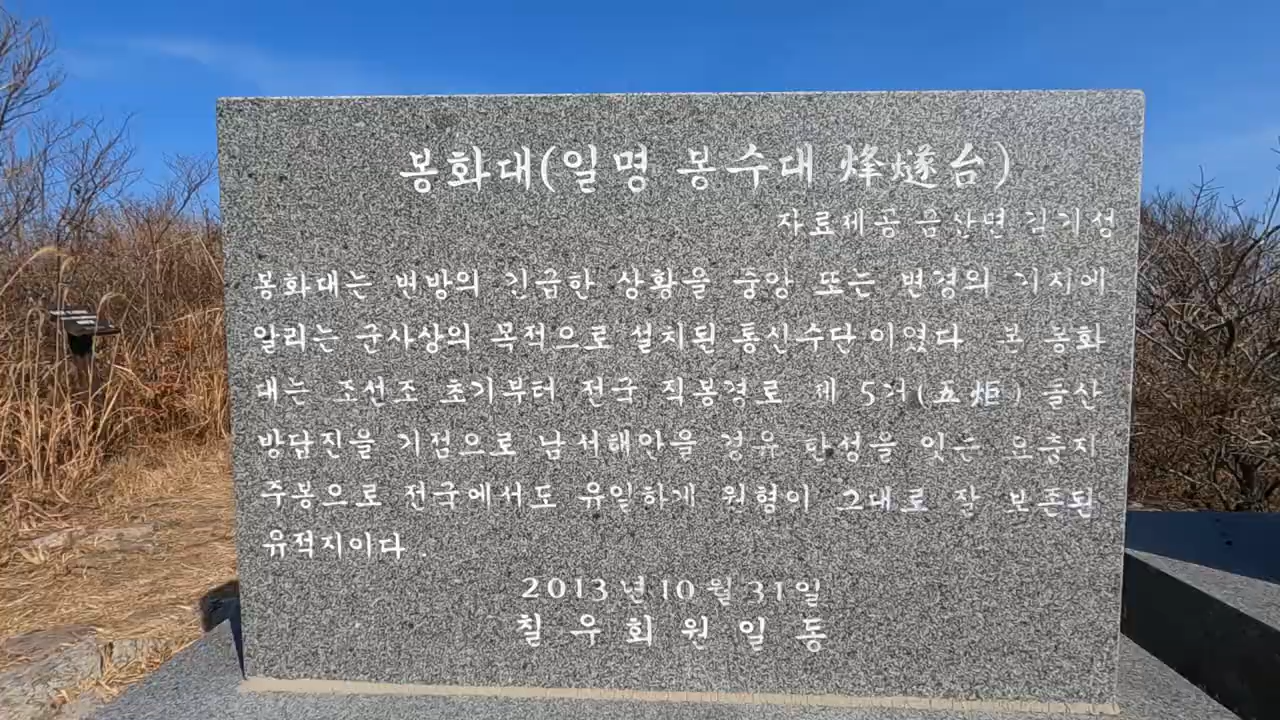 봉화대(일명 봉수대 烽燧台)
자료제공 금산면 김기성
봉화대는 변방의 긴급한 상황을 중앙 또는 변경의 기지에
알리는 군사상의 목적으로 설치된 통신수단이였다 본 봉화
대는 조선조 초기부터 전국 직봉경로 제 5거(五炬) 돌산
방답진을 기점으로 남서해안을 경유 한성을 잇는 요충지
주봉으로 전국에서도 유일하게 원형이 그대로 잘 보존된
유적지이다.
2013년 10월 31일
칠우회원일동